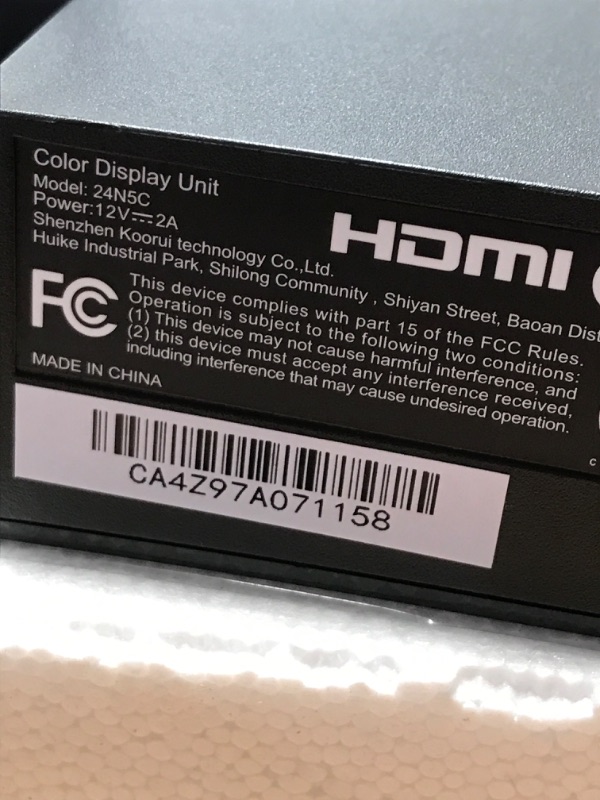 Color Display Unit
Model: 24N5C
Power:12V⎓2A
Shenzhen Koorui technology Co.,Ltd.
Huike Industrial Park, Shilong Community , Shiyan Street, Baoan Dist
HDMI
FC
This device complies with part 15 of the FCC Rules.
Operation is subject to the following two conditions:
(1) This device may not cause harmful interference, and
(2) this device must accept any interference received,
including interference that may cause undesired operation.
MADE IN CHINA
CA4Z97A071158